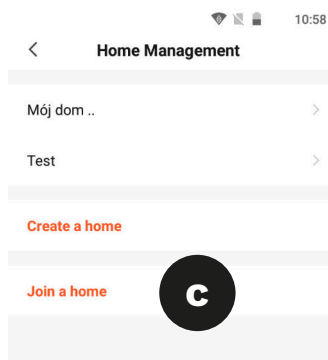 10:58
Home Management
Mój dom ..
Test
Create a home
Join a home
C